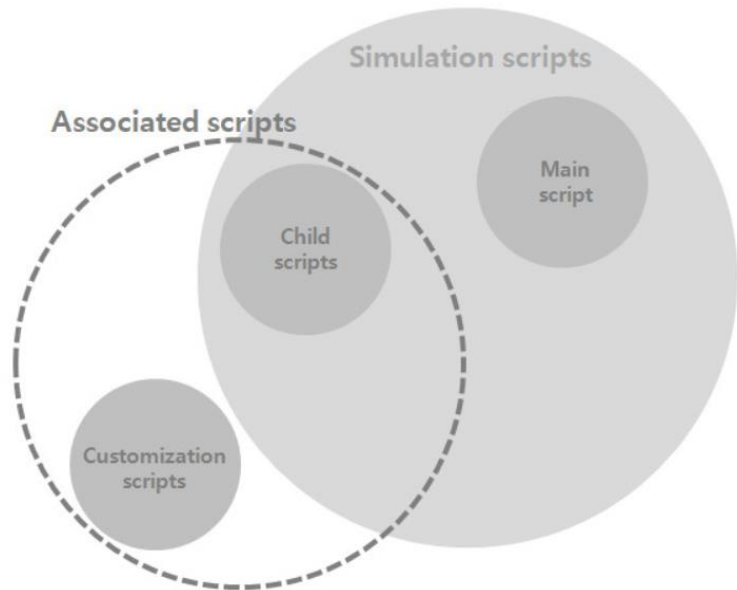 Simulation scripts
Associated scripts
Main
script
Child
scripts
Customization
scripts